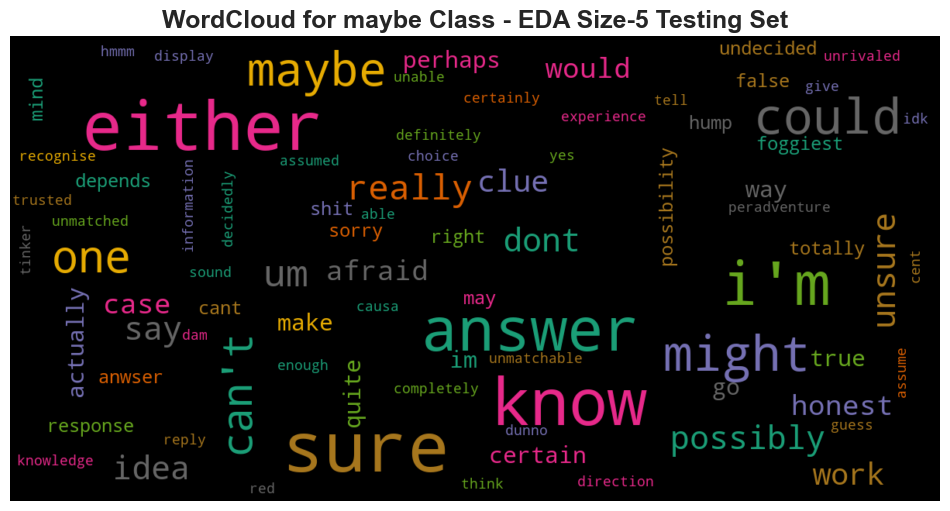 WordCloud for maybe Class - EDA Size-5 Testing Set
hmmm
display
maybe
perhaps
would
undecided
unrivaled
mind
unable
false
give
either
certainly
tell
could
idk
experience
hump
definitely
foggiest
recognise
assumed
choice
yes
depends
information
decidedly
really
clue
possibility
way
trusted
shit
able
peradventure
unmatched
sorry
right
dont
unsure
tinker
one
sound
um
afraid
totally
cent
i'm
actually
case
cant
causa
may
say
dam
make
answer
might
true
can't
enough
quite
im
unmatchable
assume
anwser
completely
know
go
honest
response
reply
sure
dunno
possibly
guess
knowledge
idea
certain
work
red
think
direction